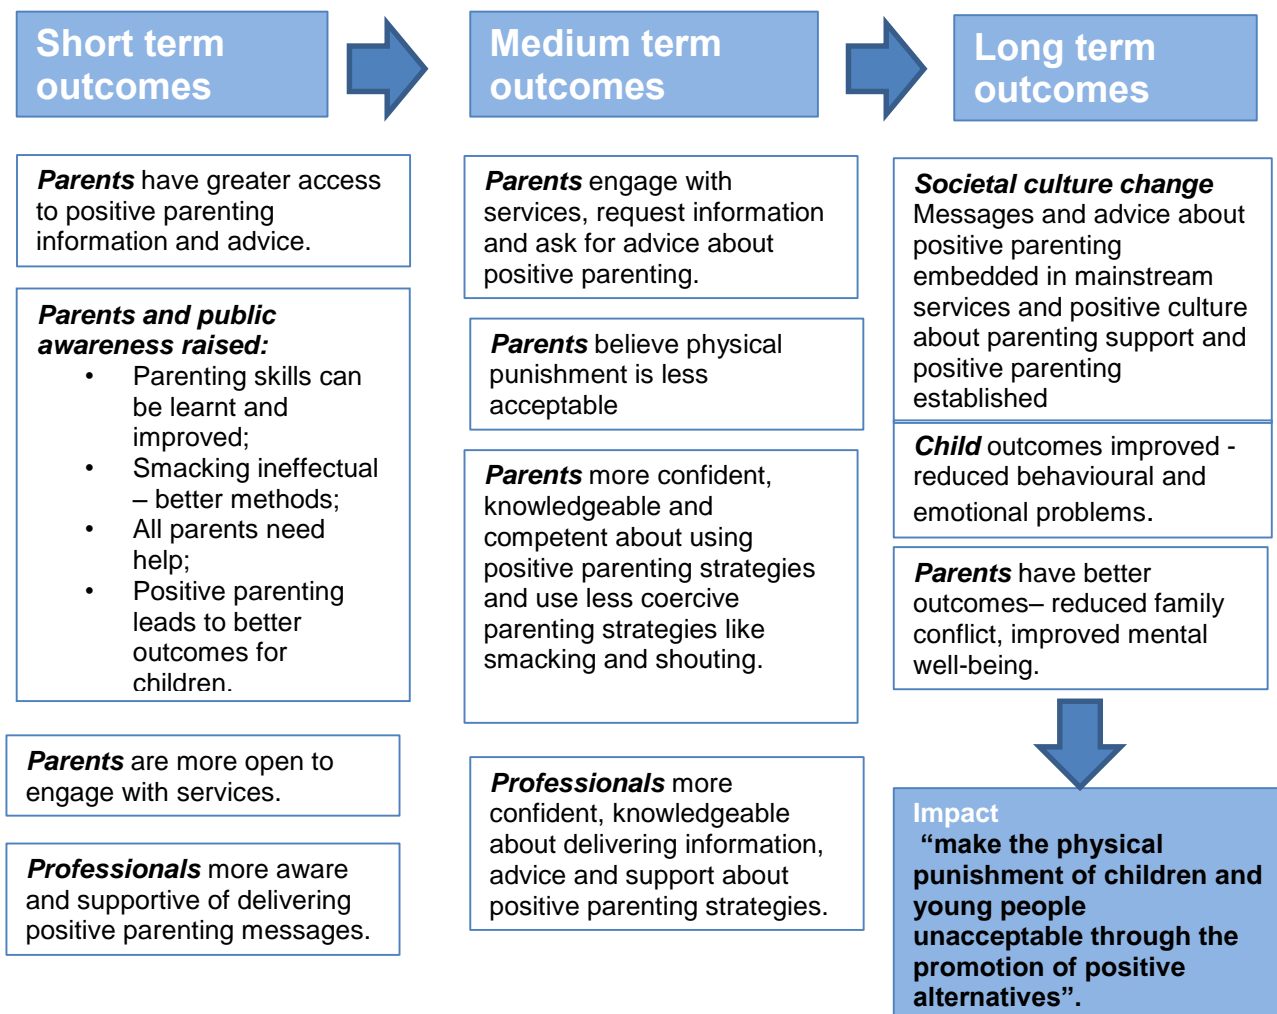 Short term
outcomes
Medium term
outcomes
Long term
outcomes
Parents have greater access
to positive parenting
information and advice.
Parents and public
awareness raised:
• Parenting skills can
be learnt and
improved;
• Smacking ineffectual
– better methods;
• All parents need
help;
• Positive parenting
leads to better
outcomes for
children.
Parents are more open to
engage with services.
Professionals more aware
and supportive of delivering
positive parenting messages.
Parents engage with
services, request information
and ask for advice about
positive parenting.
Parents believe physical
punishment is less
acceptable
Parents more confident,
knowledgeable and
competent about using
positive parenting strategies
and use less coercive
parenting strategies like
smacking and shouting.
Professionals more
confident, knowledgeable
about delivering information,
advice and support about
positive parenting strategies.
Societal culture change
Messages and advice about
positive parenting
embedded in mainstream
services and positive culture
about parenting support and
positive parenting
established
Child outcomes improved -
reduced behavioural and
emotional problems.
Parents have better
outcomes– reduced family
conflict, improved mental
well-being.
Impact
“make the physical
punishment of children and
young people
unacceptable through the
promotion of positive
alternatives”.